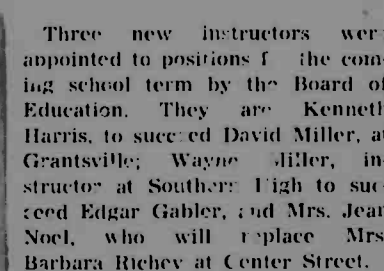 Three new instructors were
appointed to positions f the com
ing school term by the Board of
Education. They are Kenneth
Harris, to succeed David Miller, at
Grantsville; Wayne Miller, in-
structor at Southern High to suc
ceed Edgar Gabler, and Mrs. Jean
Noel, who will replace Mrs.
Barbara Richey at Center Street.